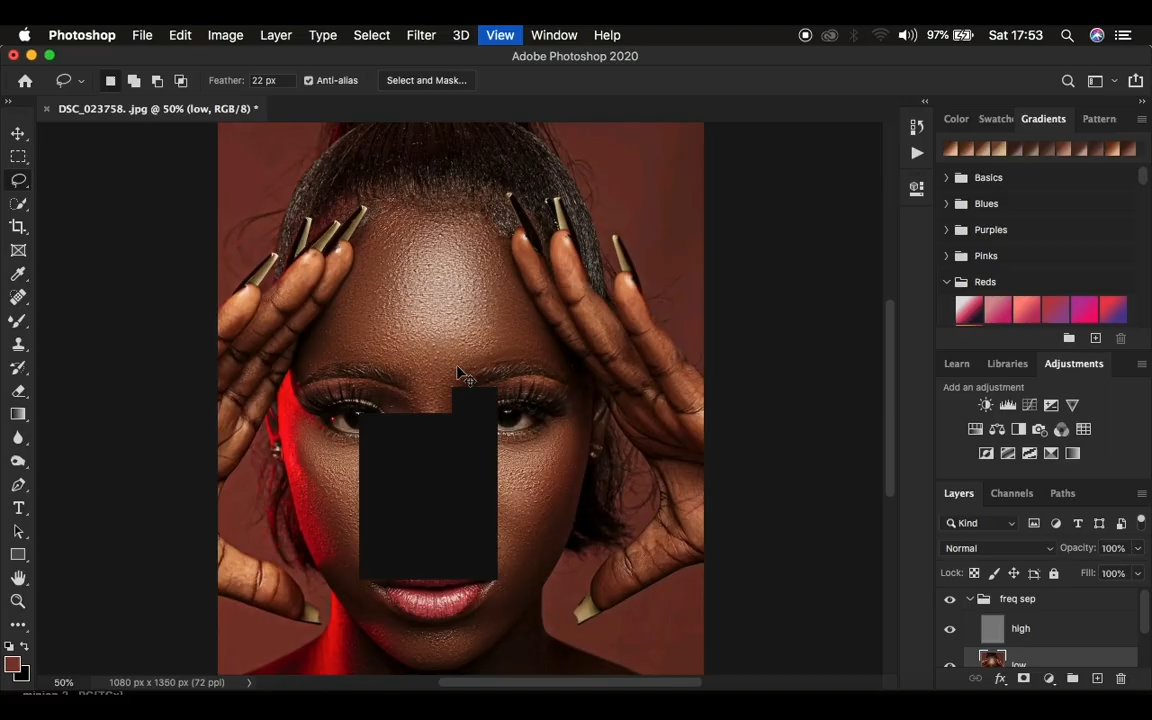 Photoshop File Edit Image Layer Type Select Filter 3D View Window Help 97% Sat 17:53
Adobe Photoshop 2020
Feather: 22 px Anti-alias Select and Mask...
DSC_023758. .jpg @ 50% (low, RGB/8) *
Color Swatche Gradients Pattern
Basics
Blues
Purples
Pinks
Reds
Learn Libraries Adjustments
Add an adjustment
Layers Channels Paths
Kind
Normal Opacity: 100%
Lock: Fill: 100%
freq sep
high
low
50% 1080 px x 1350 px (72 ppi)